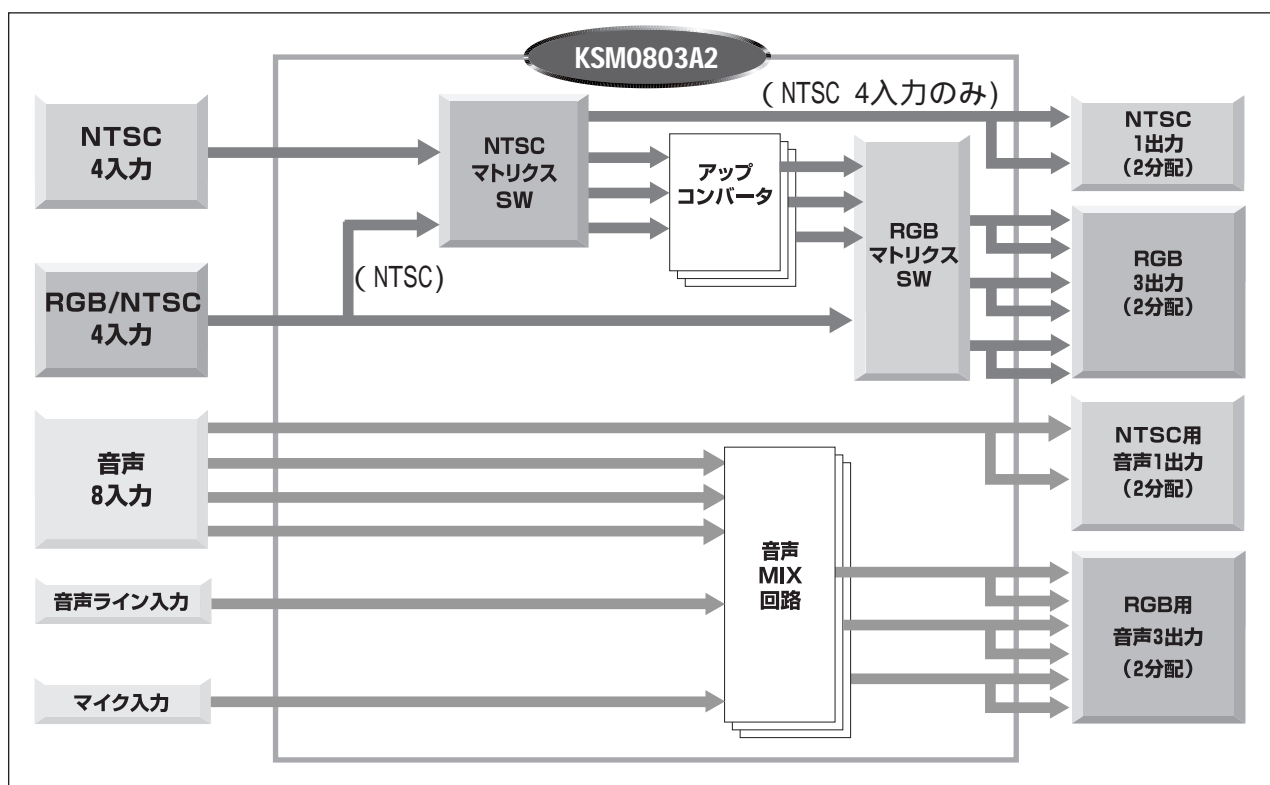 KSM0803A2
(NTSC 4入力のみ)
NTSC
4入力
NTSC
マトリクス
SW
アップ
コンバータ
NTSC
1出力
(2分配)
RGB/NTSC
4入力
(NTSC)
RGB
マトリクス
SW
RGB
3出力
(2分配)
音声
8入力
NTSC用
音声1出力
(2分配)
音声ライン入力
マイク入力
音声
MIX
回路
RGB用
音声3出力
(2分配)